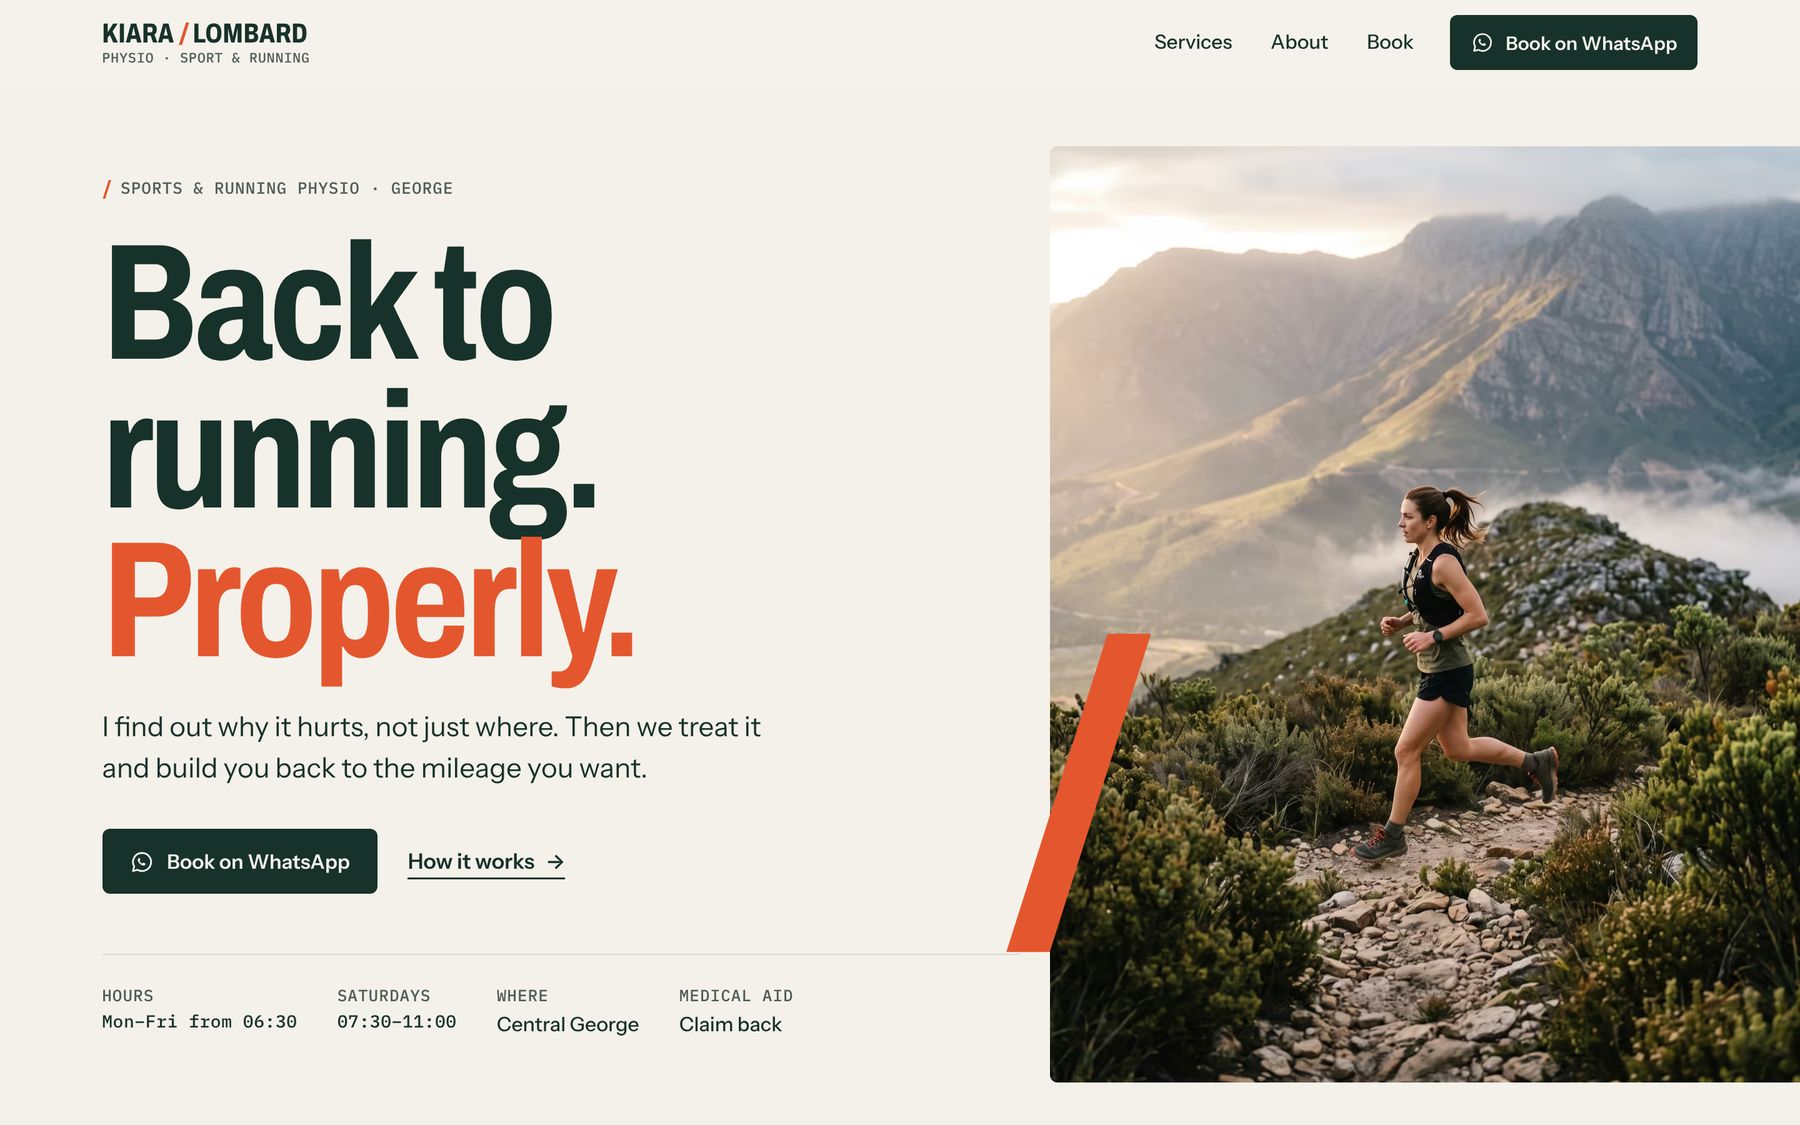 KIARA / LOMBARD
PHYSIO · SPORT & RUNNING
Services
About
Book
Book on WhatsApp
/ SPORTS & RUNNING PHYSIO · GEORGE
Back to
running.
Properly.
I find out why it hurts, not just where. Then we treat it
and build you back to the mileage you want.
Book on WhatsApp
How it works →
HOURS
Mon–Fri from 06:30
SATURDAYS
07:30–11:00
WHERE
Central George
MEDICAL AID
Claim back